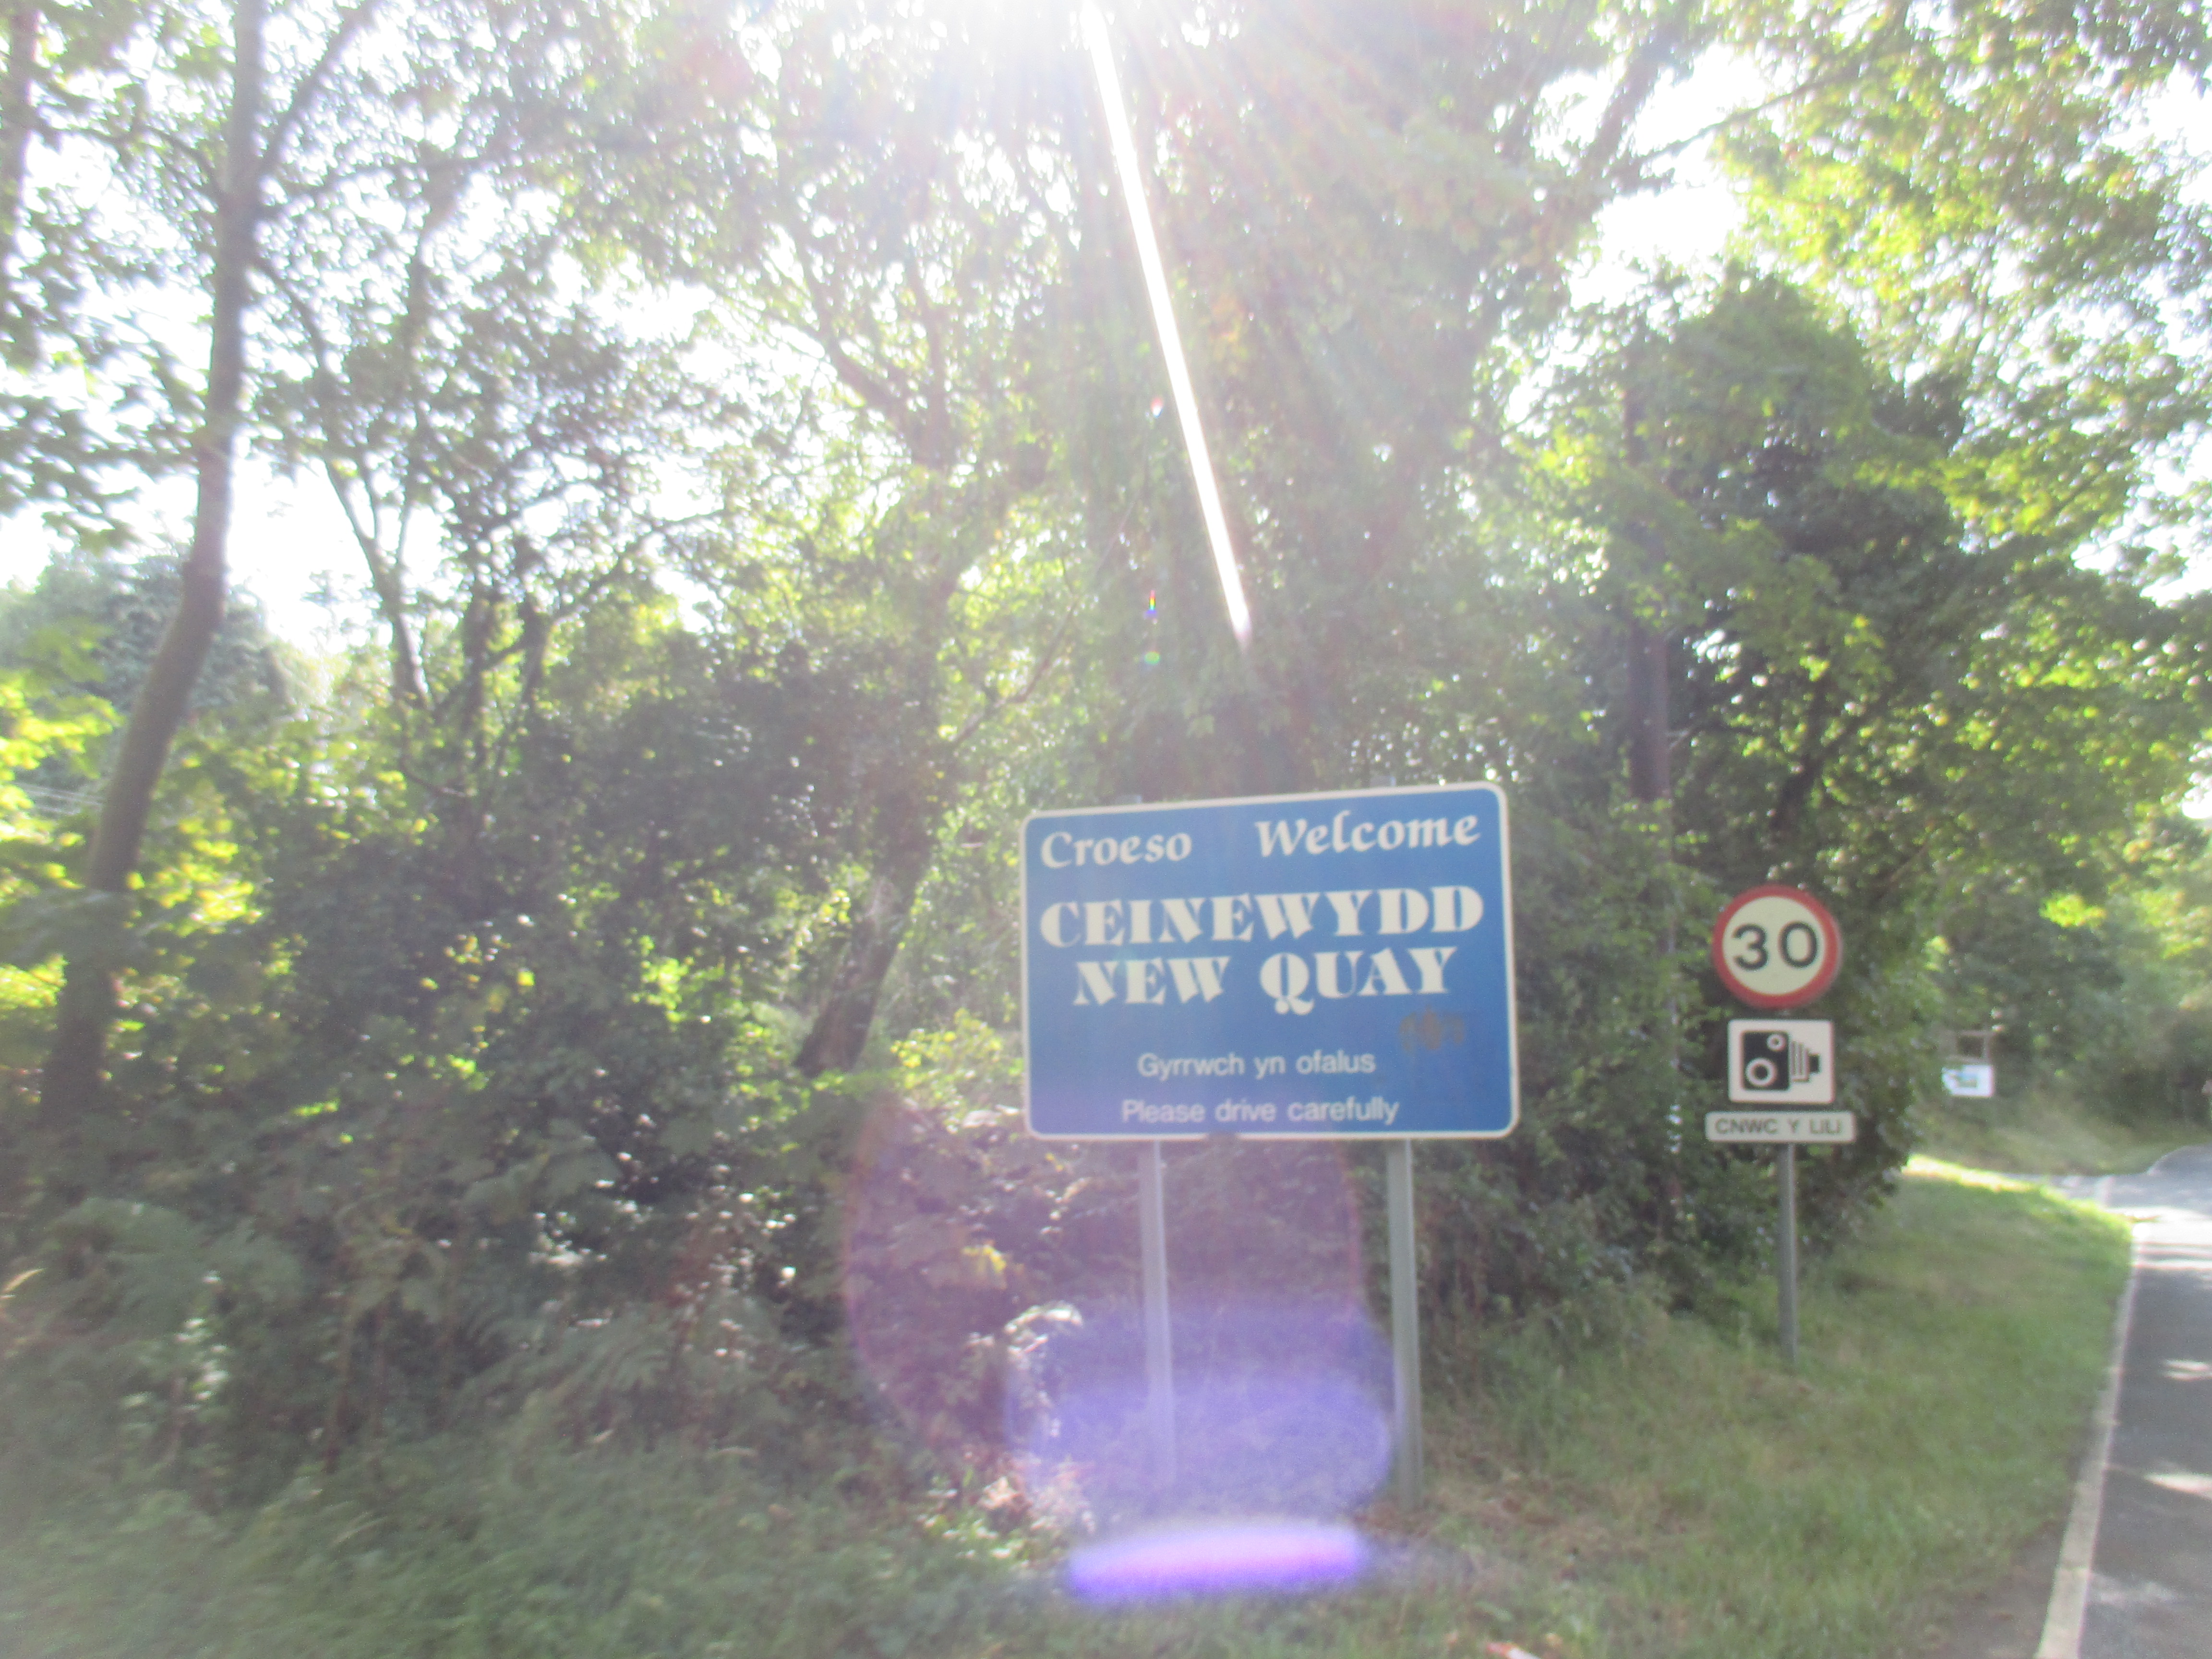 Croeso Welcome
CEINEWYDD
NEW QUAY
Gyrrwch yn ofalus
Please drive carefully
30
CNWC Y LILI